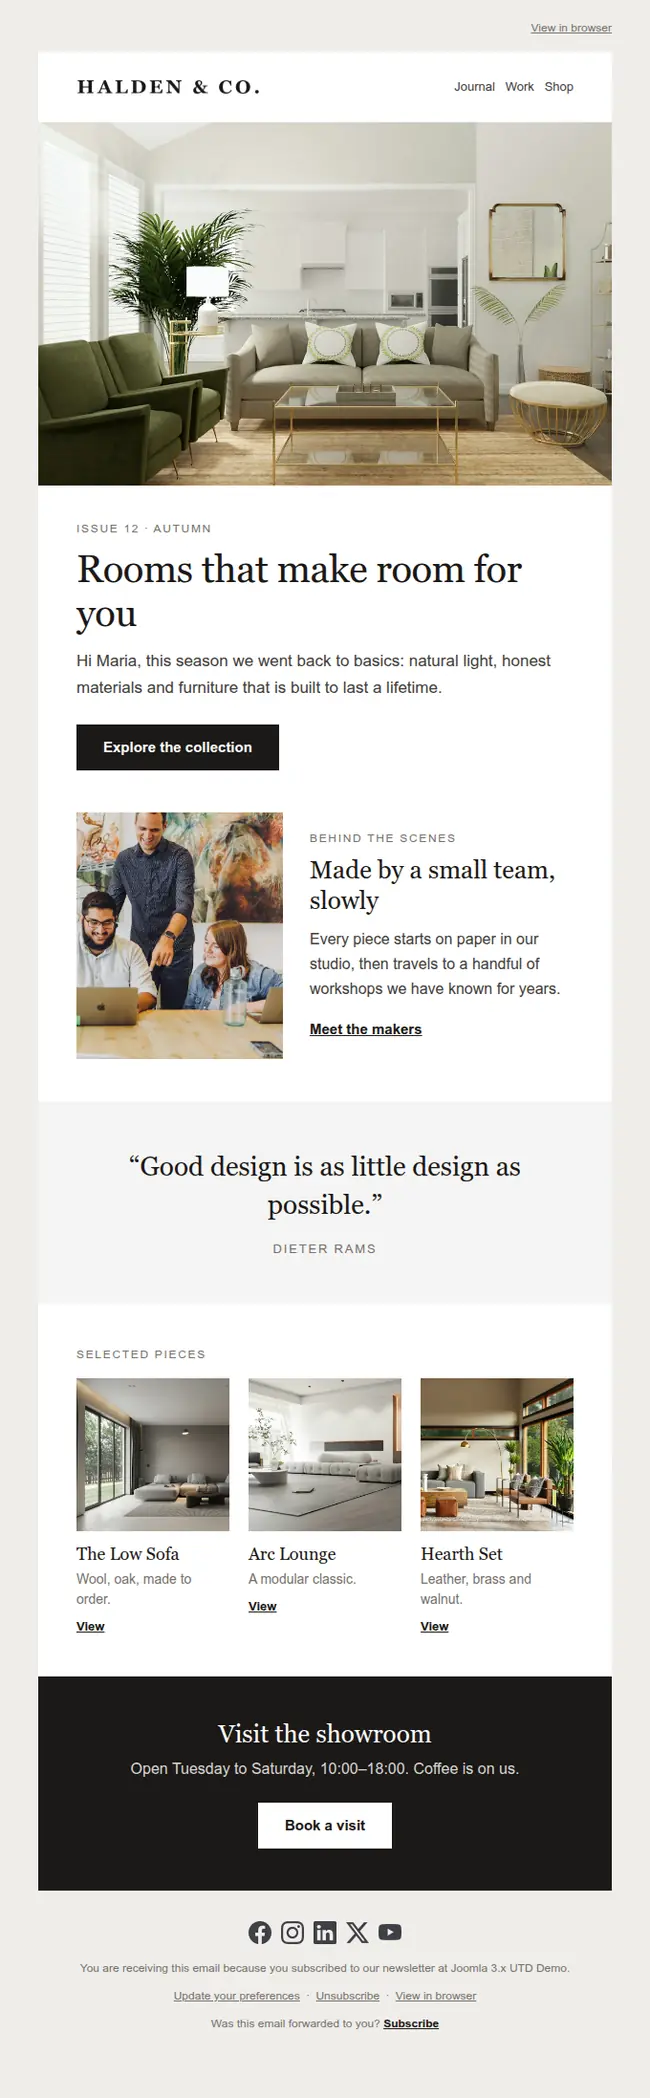 View in browser
HALDEN & CO.
Journal Work Shop
ISSUE 12 · AUTUMN
Rooms that make room for
you
Hi Maria, this season we went back to basics: natural light, honest
materials and furniture that is built to last a lifetime.
Explore the collection
BEHIND THE SCENES
Made by a small team,
slowly
Every piece starts on paper in our
studio, then travels to a handful of
workshops we have known for years.
Meet the makers
“Good design is as little design as
possible.”
DIETER RAMS
SELECTED PIECES
The Low Sofa
Wool, oak, made to
order.
View
Arc Lounge
A modular classic.
View
Hearth Set
Leather, brass and
walnut.
View
Visit the showroom
Open Tuesday to Saturday, 10:00–18:00. Coffee is on us.
Book a visit
You are receiving this email because you subscribed to our newsletter at Joomla 3.x UTD Demo.
Update your preferences · Unsubscribe · View in browser
Was this email forwarded to you? Subscribe